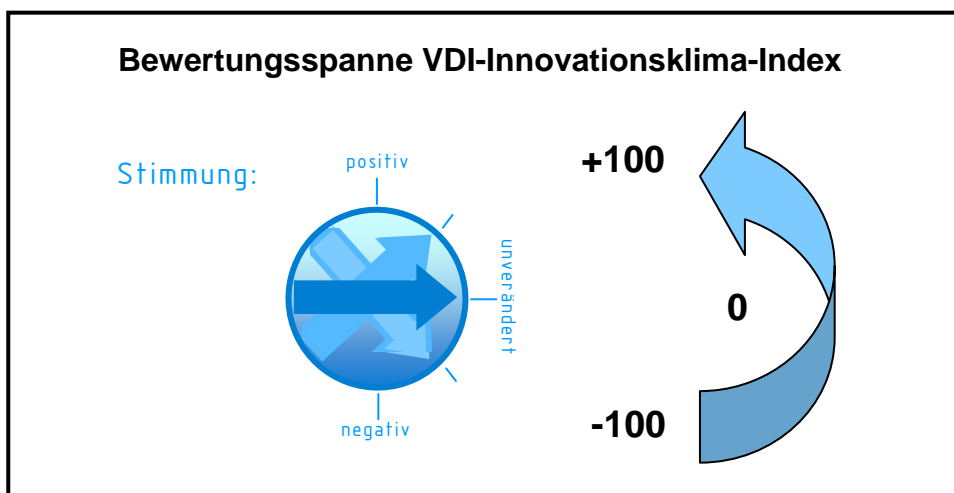 Bewertungsspanne VDI-Innovationsklima-Index
Stimmung:
positiv
unverändert
negativ
+100
0
-100